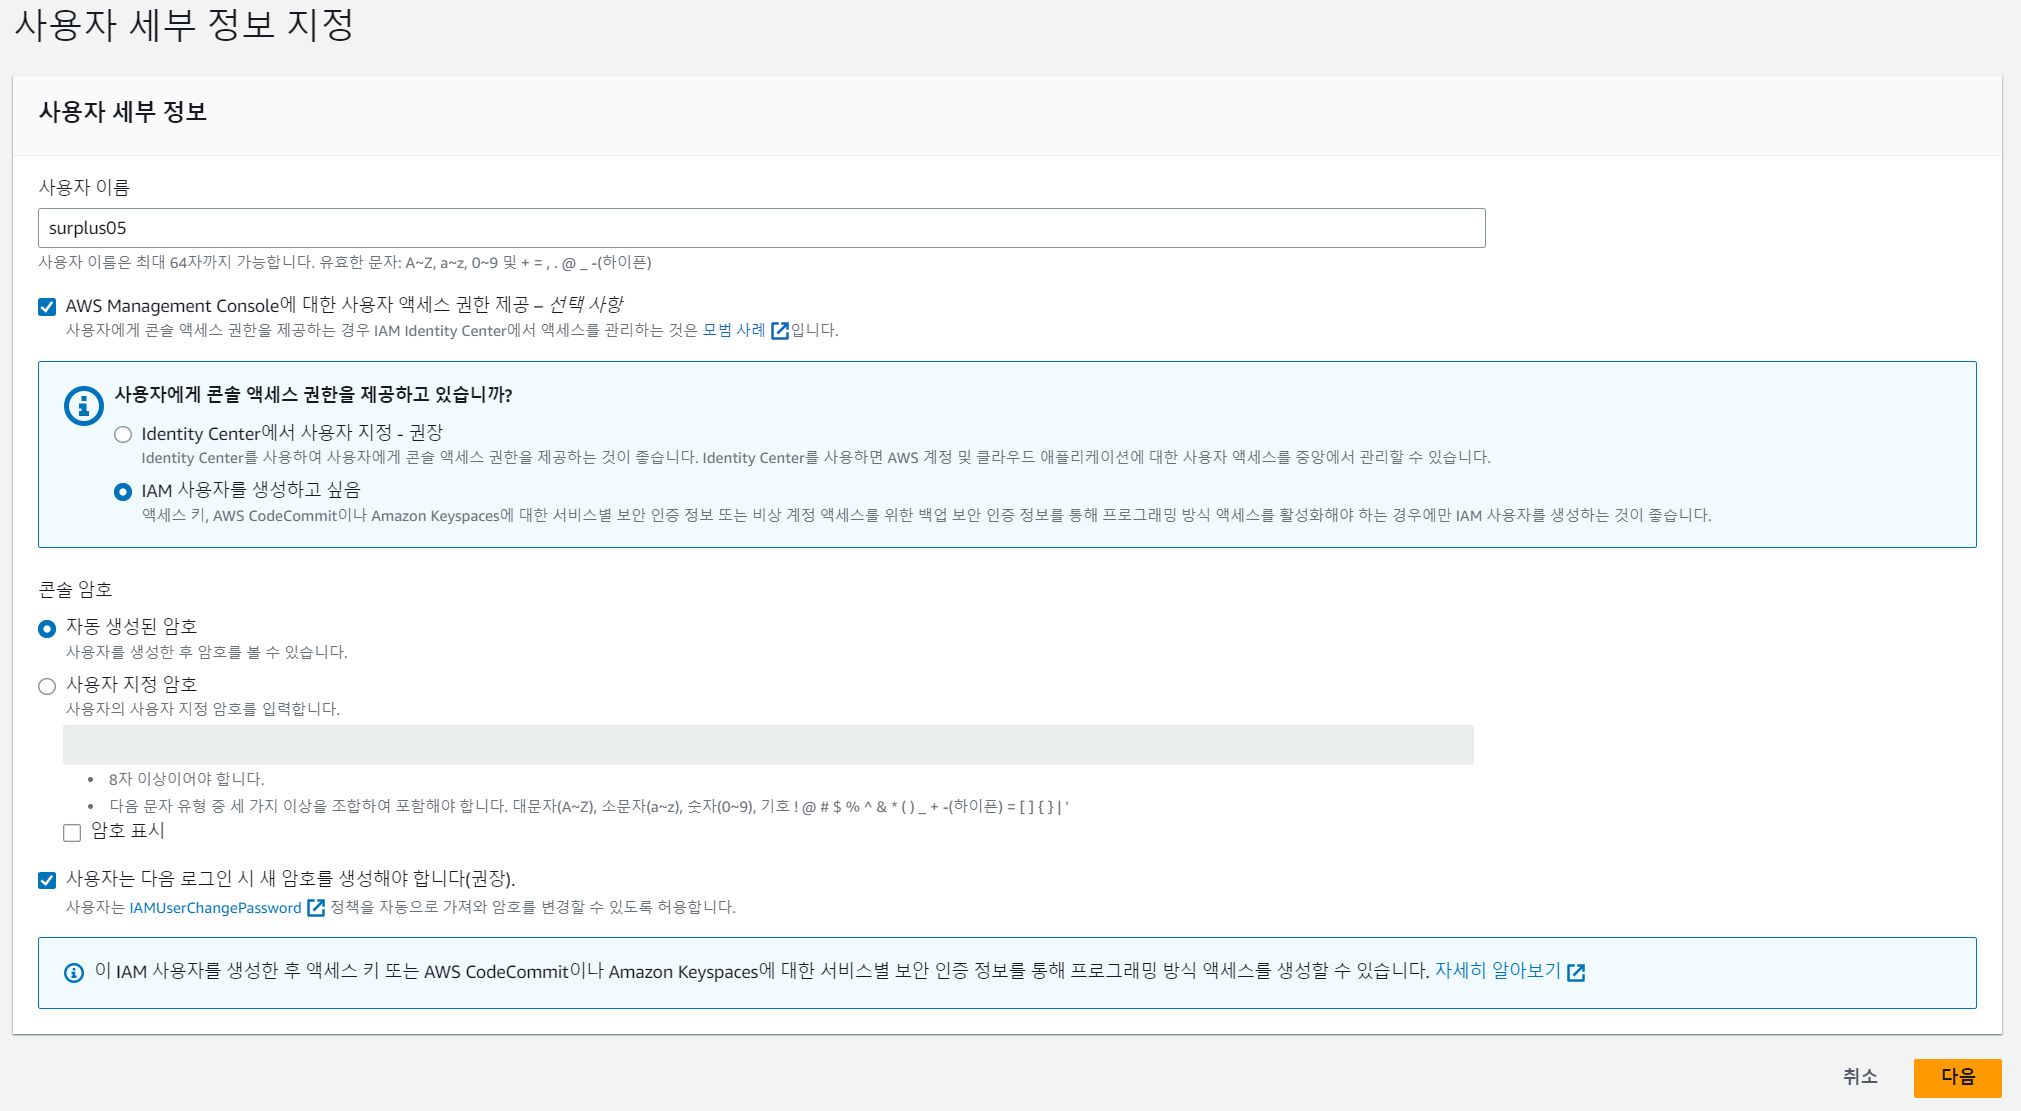 사용자 세부 정보 지정
사용자 세부 정보
사용자 이름
surplus05
사용자 이름은 최대 64자까지 가능합니다. 유효한 문자: A~Z, a~z, 0~9 및 + = , . @ _ -(하이픈)
AWS Management Console에 대한 사용자 액세스 권한 제공 – 선택 사항
사용자에게 콘솔 액세스 권한을 제공하는 경우 IAM Identity Center에서 액세스를 관리하는 것은 모범 사례 입니다.
사용자에게 콘솔 액세스 권한을 제공하고 있습니까?
Identity Center에서 사용자 지정 - 권장
Identity Center를 사용하여 사용자에게 콘솔 액세스 권한을 제공하는 것이 좋습니다. Identity Center를 사용하면 AWS 계정 및 클라우드 애플리케이션에 대한 사용자 액세스를 중앙에서 관리할 수 있습니다.
IAM 사용자를 생성하고 싶음
액세스 키, AWS CodeCommit이나 Amazon Keyspaces에 대한 서비스별 보안 인증 정보 또는 비상 계정 액세스를 위한 백업 보안 인증 정보를 통해 프로그래밍 방식 액세스를 활성화해야 하는 경우에만 IAM 사용자를 생성하는 것이 좋습니다.
콘솔 암호
자동 생성된 암호
사용자를 생성한 후 암호를 볼 수 있습니다.
사용자 지정 암호
사용자의 사용자 지정 암호를 입력합니다.
• 8자 이상이어야 합니다.
• 다음 문자 유형 중 세 가지 이상을 조합하여 포함해야 합니다. 대문자(A~Z), 소문자(a~z), 숫자(0~9), 기호 ! @ # $ % ^ & * ( ) _ + -(하이픈) = [ ] { } | '
암호 표시
사용자는 다음 로그인 시 새 암호를 생성해야 합니다(권장).
사용자는 IAMUserChangePassword 정책을 자동으로 가져와 암호를 변경할 수 있도록 허용합니다.
이 IAM 사용자를 생성한 후 액세스 키 또는 AWS CodeCommit이나 Amazon Keyspaces에 대한 서비스별 보안 인증 정보를 통해 프로그래밍 방식 액세스를 생성할 수 있습니다. 자세히 알아보기
취소
다음